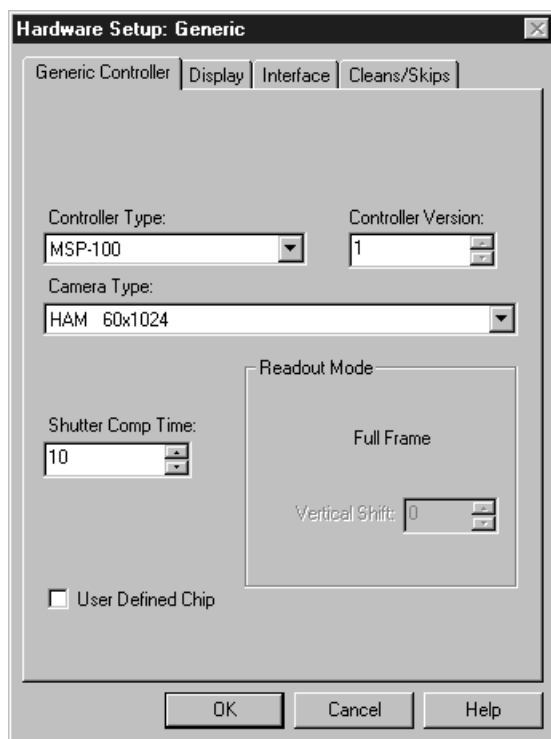 Hardware Setup: Generic
Generic Controller Display Interface Cleans/Skips
Controller Type: Controller Version:
MSP-100 1
Camera Type:
HAM 60x1024
Readout Mode
Shutter Comp Time:
10
Full Frame
Vertical Shift: 0
User Defined Chip
OK Cancel Help